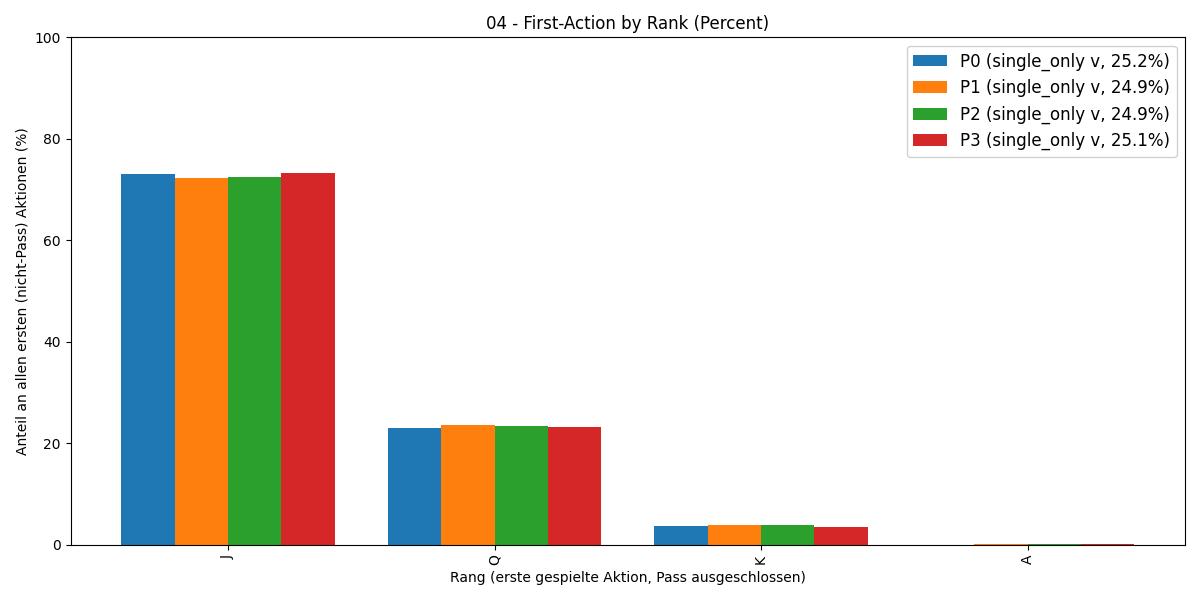 04 - First-Action by Rank (Percent)
P0 (single_only v, 25.2%)
P1 (single_only v, 24.9%)
P2 (single_only v, 24.9%)
P3 (single_only v, 25.1%)
Anteil an allen ersten (nicht-Pass) Aktionen (%)
100
80
60
40
20
0
J
Q
K
A
Rang (erste gespielte Aktion, Pass ausgeschlossen)